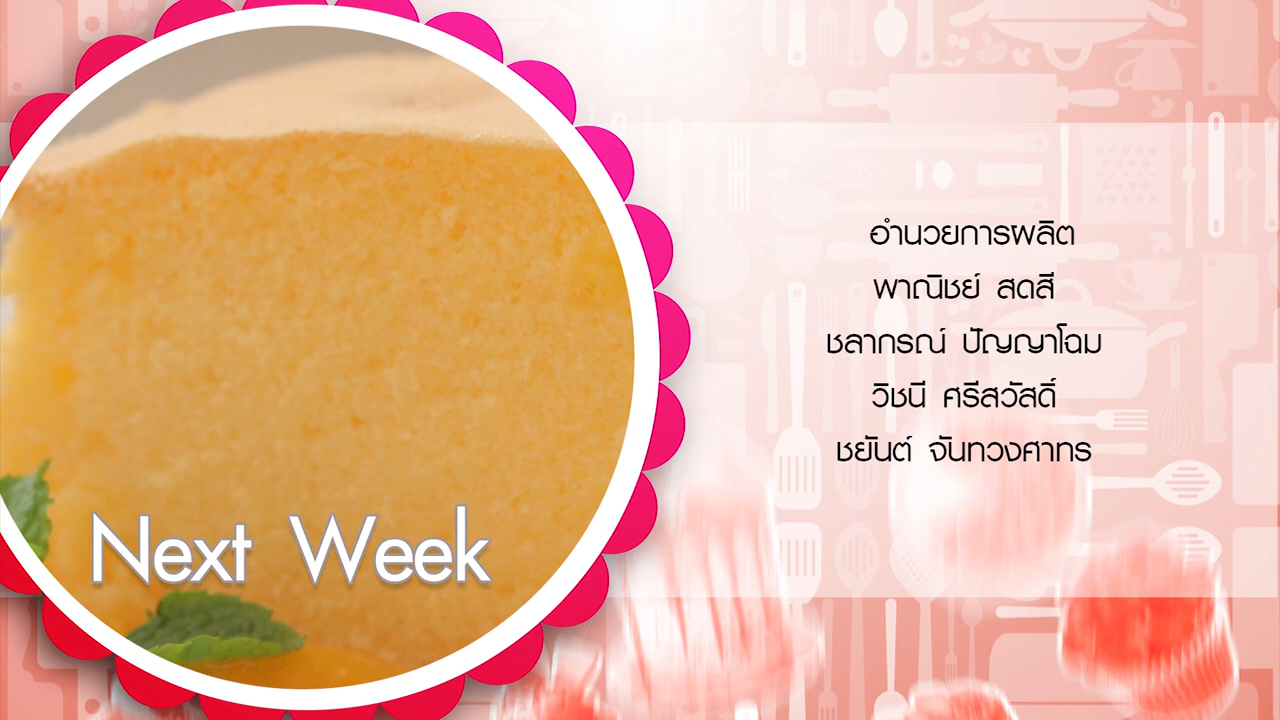 อำนวยการผลิต
พาณิชย์ สดสี
ชลากรณ์ ปัญญาโฉม
วิชนี ศรีสวัสดิ์
ชยันต์ จันทวงศาทร
Next Week